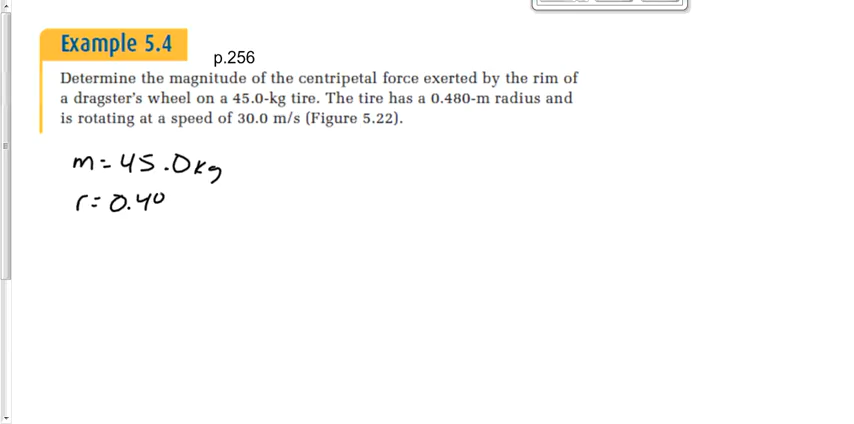 Example 5.4
p.256
Determine the magnitude of the centripetal force exerted by the rim of
a dragster's wheel on a 45.0-kg tire. The tire has a 0.480-m radius and
is rotating at a speed of 30.0 m/s (Figure 5.22).
m = 45.0kg
r = 0.40